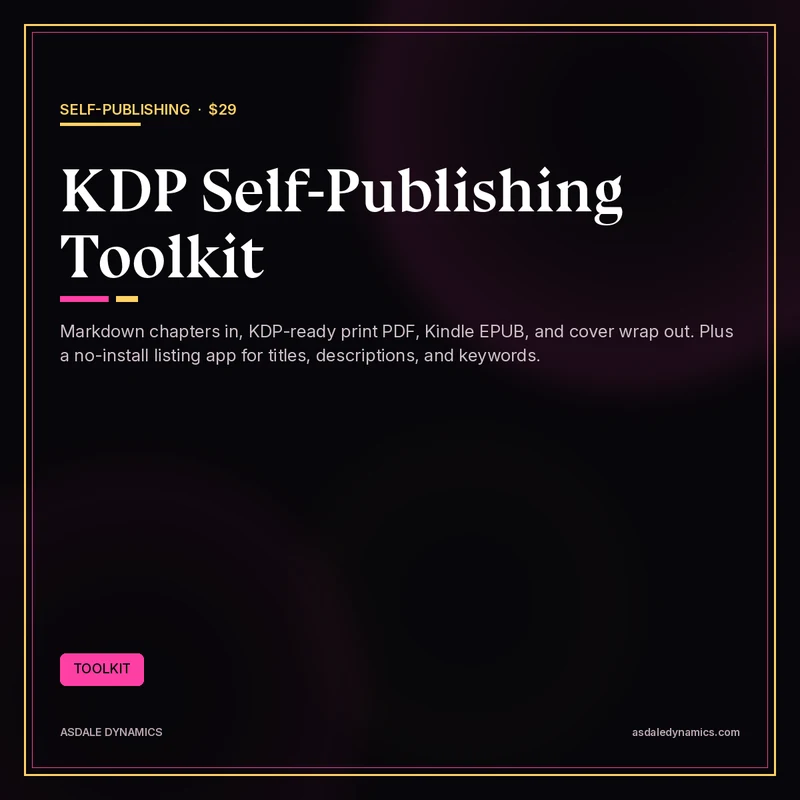 SELF-PUBLISHING · $29
KDP Self-Publishing
Toolkit
Markdown chapters in, KDP-ready print PDF, Kindle EPUB, and cover wrap out. Plus
a no-install listing app for titles, descriptions, and keywords.
TOOLKIT
ASDALE DYNAMICS
asdaledynamics.com